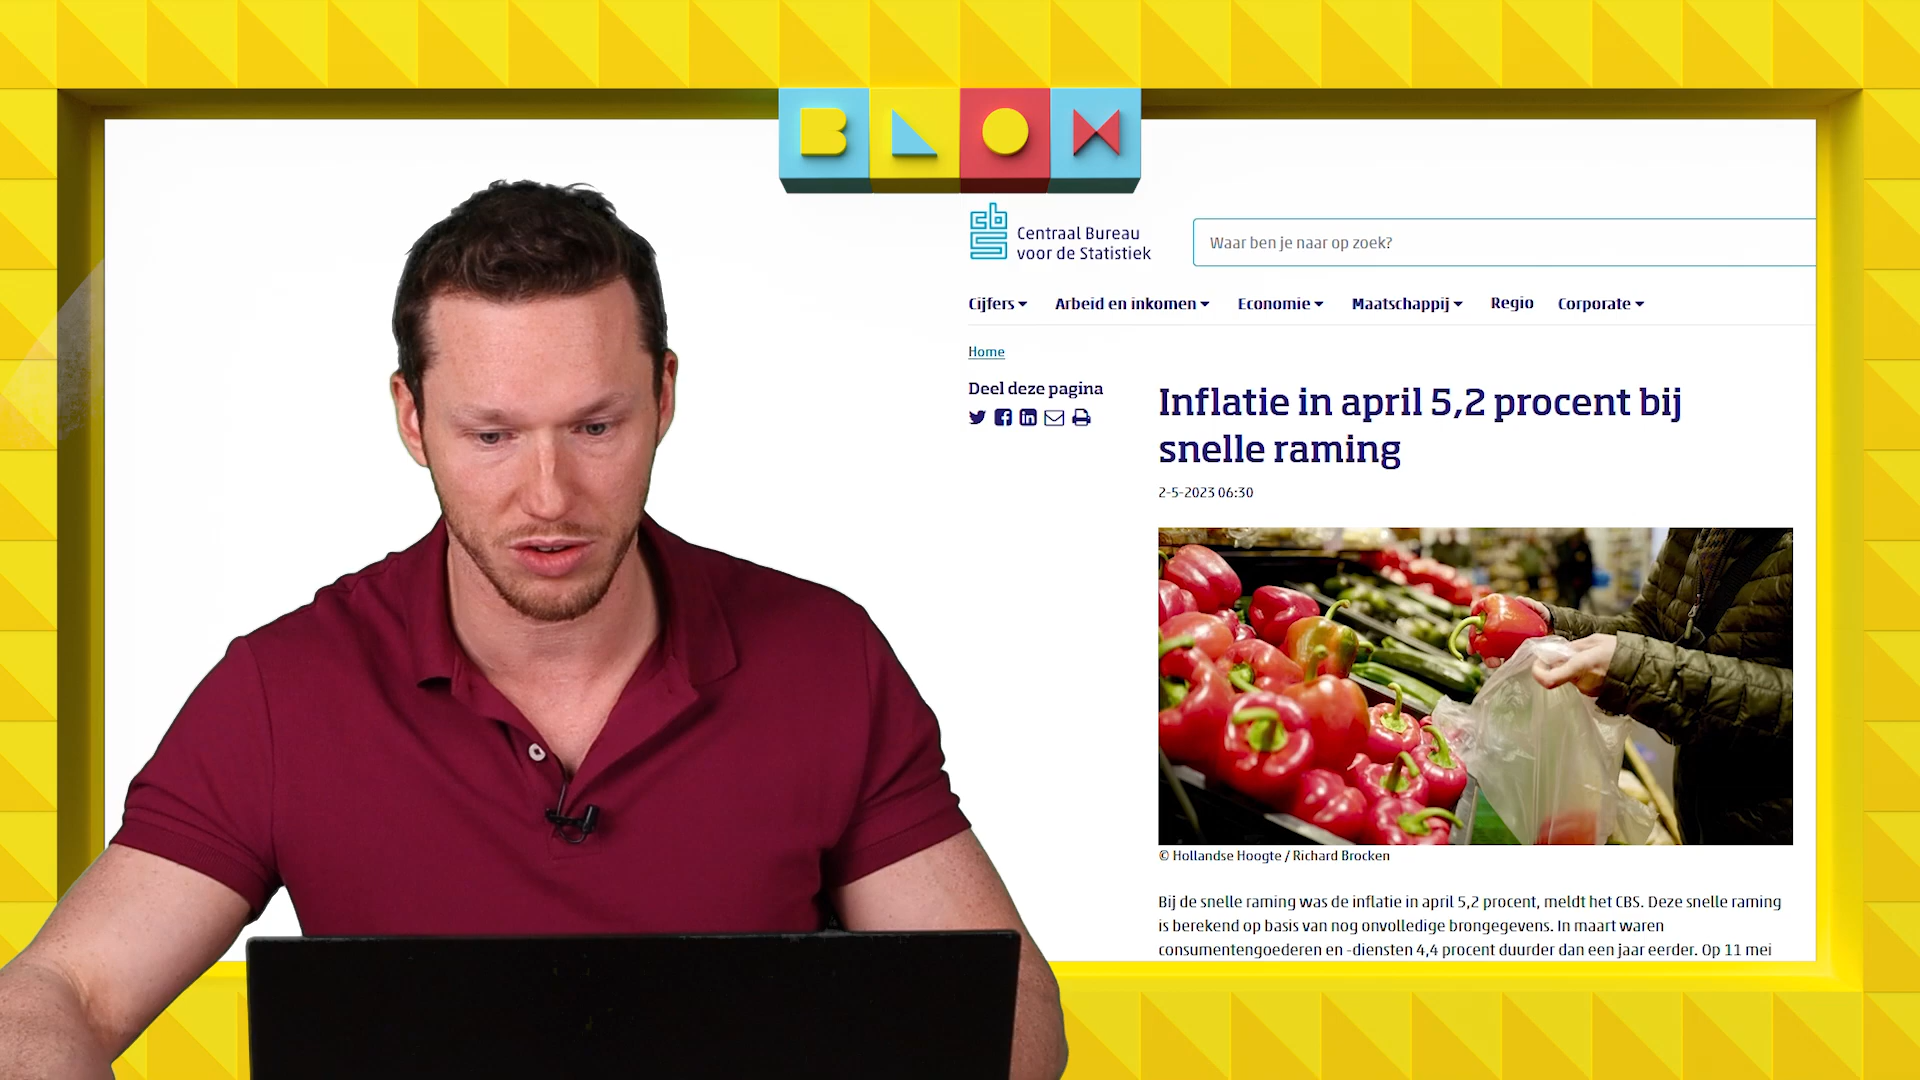 BLOW
Centraal Bureau
voor de Statistiek
Waar ben je naar op zoek?
Cijfers
Arbeid en inkomen
Economie
Maatschappij
Regio
Corporate
Home
Deel deze pagina
Inflatie in april 5,2 procent bij
snelle raming
2-5-2023 06:30
© Hollandse Hoogte / Richard Brocken
Bij de snelle raming was de inflatie in april 5,2 procent, meldt het CBS. Deze snelle raming
is berekend op basis van nog onvolledige brongegevens. In maart waren
consumentengoederen en -diensten 4,4 procent duurder dan een jaar eerder. Op 11 mei